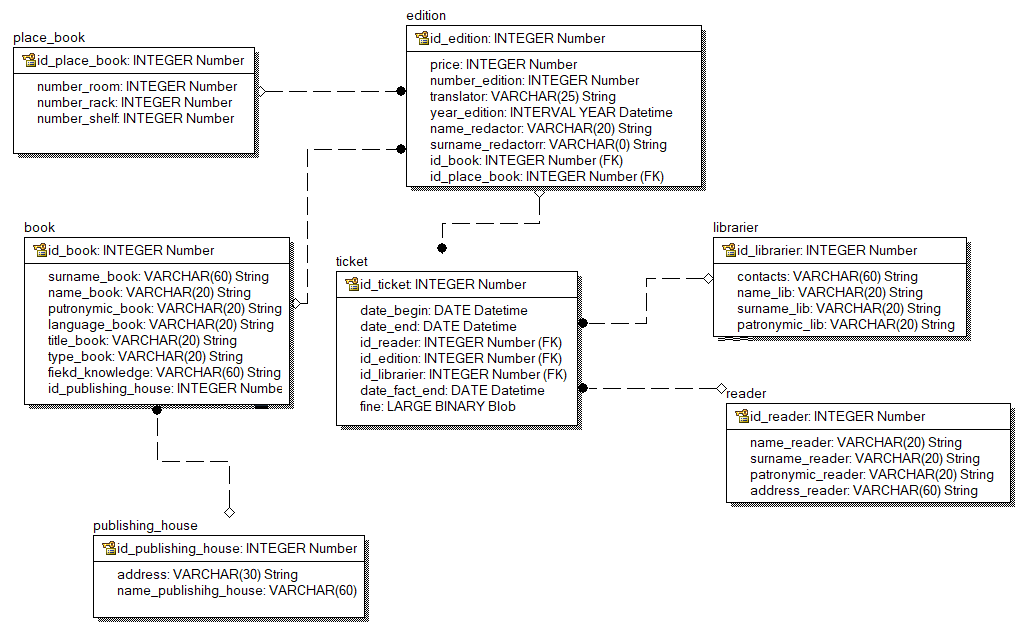 edition
id_edition: INTEGER Number
price: INTEGER Number
number_edition: INTEGER Number
translator: VARCHAR(25) String
year_edition: INTERVAL YEAR Datetime
name_redactor: VARCHAR(20) String
surname_redactorr: VARCHAR(0) String
id_book: INTEGER Number (FK)
id_place_book: INTEGER Number (FK)
place_book
id_place_book: INTEGER Number
number_room: INTEGER Number
number_rack: INTEGER Number
number_shelf: INTEGER Number
book
id_book: INTEGER Number
surname_book: VARCHAR(60) String
name_book: VARCHAR(20) String
putronymic_book: VARCHAR(20) String
language_book: VARCHAR(20) String
title_book: VARCHAR(20) String
type_book: VARCHAR(20) String
fiekd_knowledge: VARCHAR(60) String
id_publishing_house: INTEGER Numbe
ticket
id_ticket: INTEGER Number
date_begin: DATE Datetime
date_end: DATE Datetime
id_reader: INTEGER Number (FK)
id_edition: INTEGER Number (FK)
id_librarier: INTEGER Number (FK)
date_fact_end: DATE Datetime
fine: LARGE BINARY Blob
librarier
id_librarier: INTEGER Number
contacts: VARCHAR(60) String
name_lib: VARCHAR(20) String
surname_lib: VARCHAR(20) String
patronymic_lib: VARCHAR(20) String
reader
id_reader: INTEGER Number
name_reader: VARCHAR(20) String
surname_reader: VARCHAR(20) String
patronymic_reader: VARCHAR(20) String
address_reader: VARCHAR(60) String
publishing_house
id_publishing_house: INTEGER Number
address: VARCHAR(30) String
name_publishihg_house: VARCHAR(60)